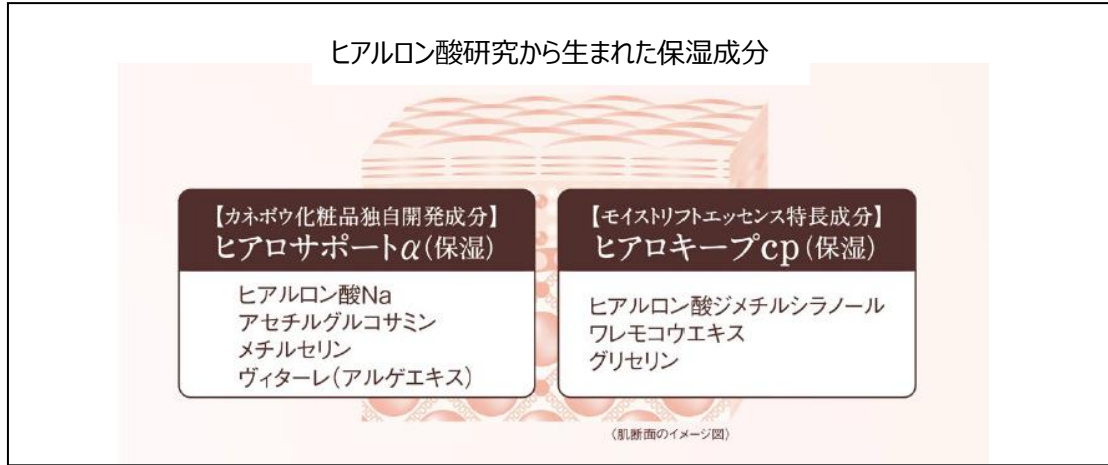 ヒアルロン酸研究から生まれた保湿成分
【カネボウ化粧品独自開発成分】
ヒアロサポートα(保湿)
ヒアルロン酸Na
アセチルグルコサミン
メチルセリン
ヴィターレ(アルゲエキス)
【モイストリフトエッセンス特長成分】
ヒアロキープcp(保湿)
ヒアルロン酸ジメチルシラノール
ワレモコウエキス
グリセリン
〈肌断面のイメージ図〉